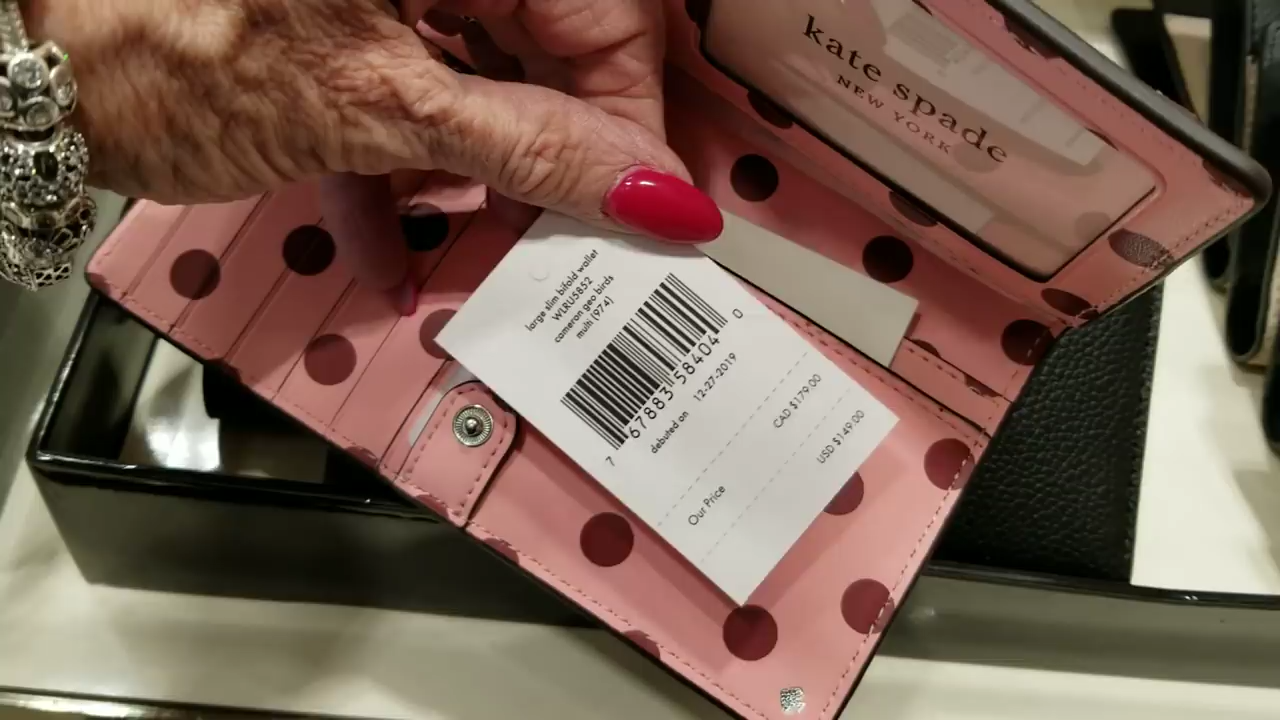 kate spade
NEW YORK
large slim bifold wallet
WLRU5852
cameron geo birds
multi (974)
7 67883 58404 0
debuted on 12-27-2019
CAD $179.00
Our Price USD $149.00